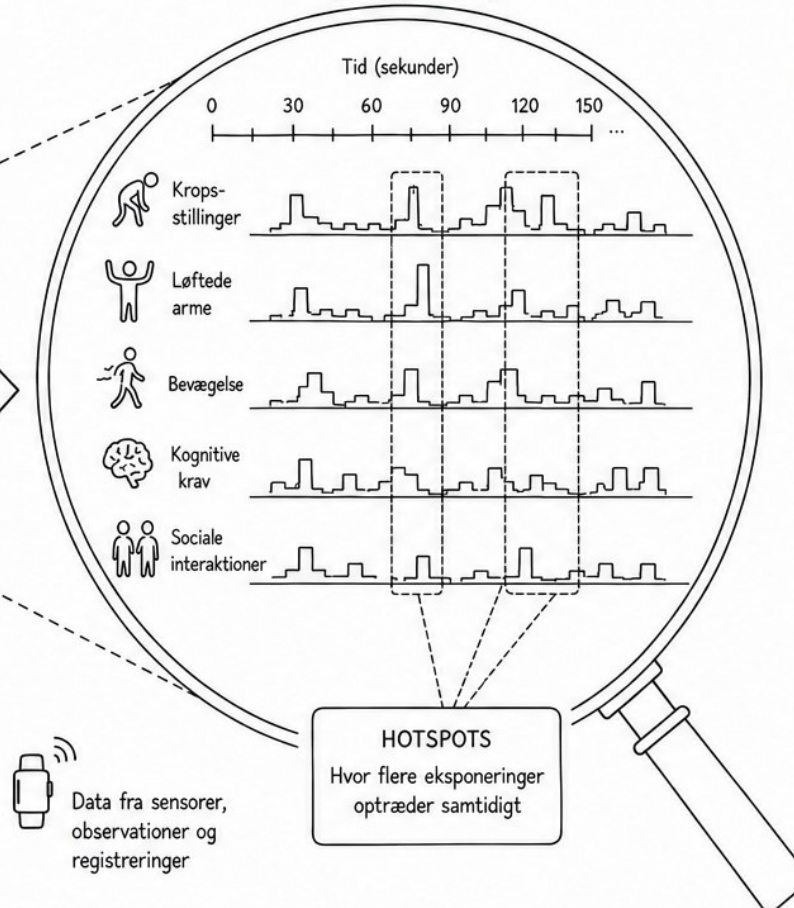 Tid (sekunder)
0 30 60 90 120 150 ...
Krops-
stillinger
Løftede
arme
Bevægelse
Kognitive
krav
Sociale
interaktioner
HOTSPOTS
Hvor flere eksponeringer
optræder samtidigt
Data fra sensorer,
observationer og
registreringer